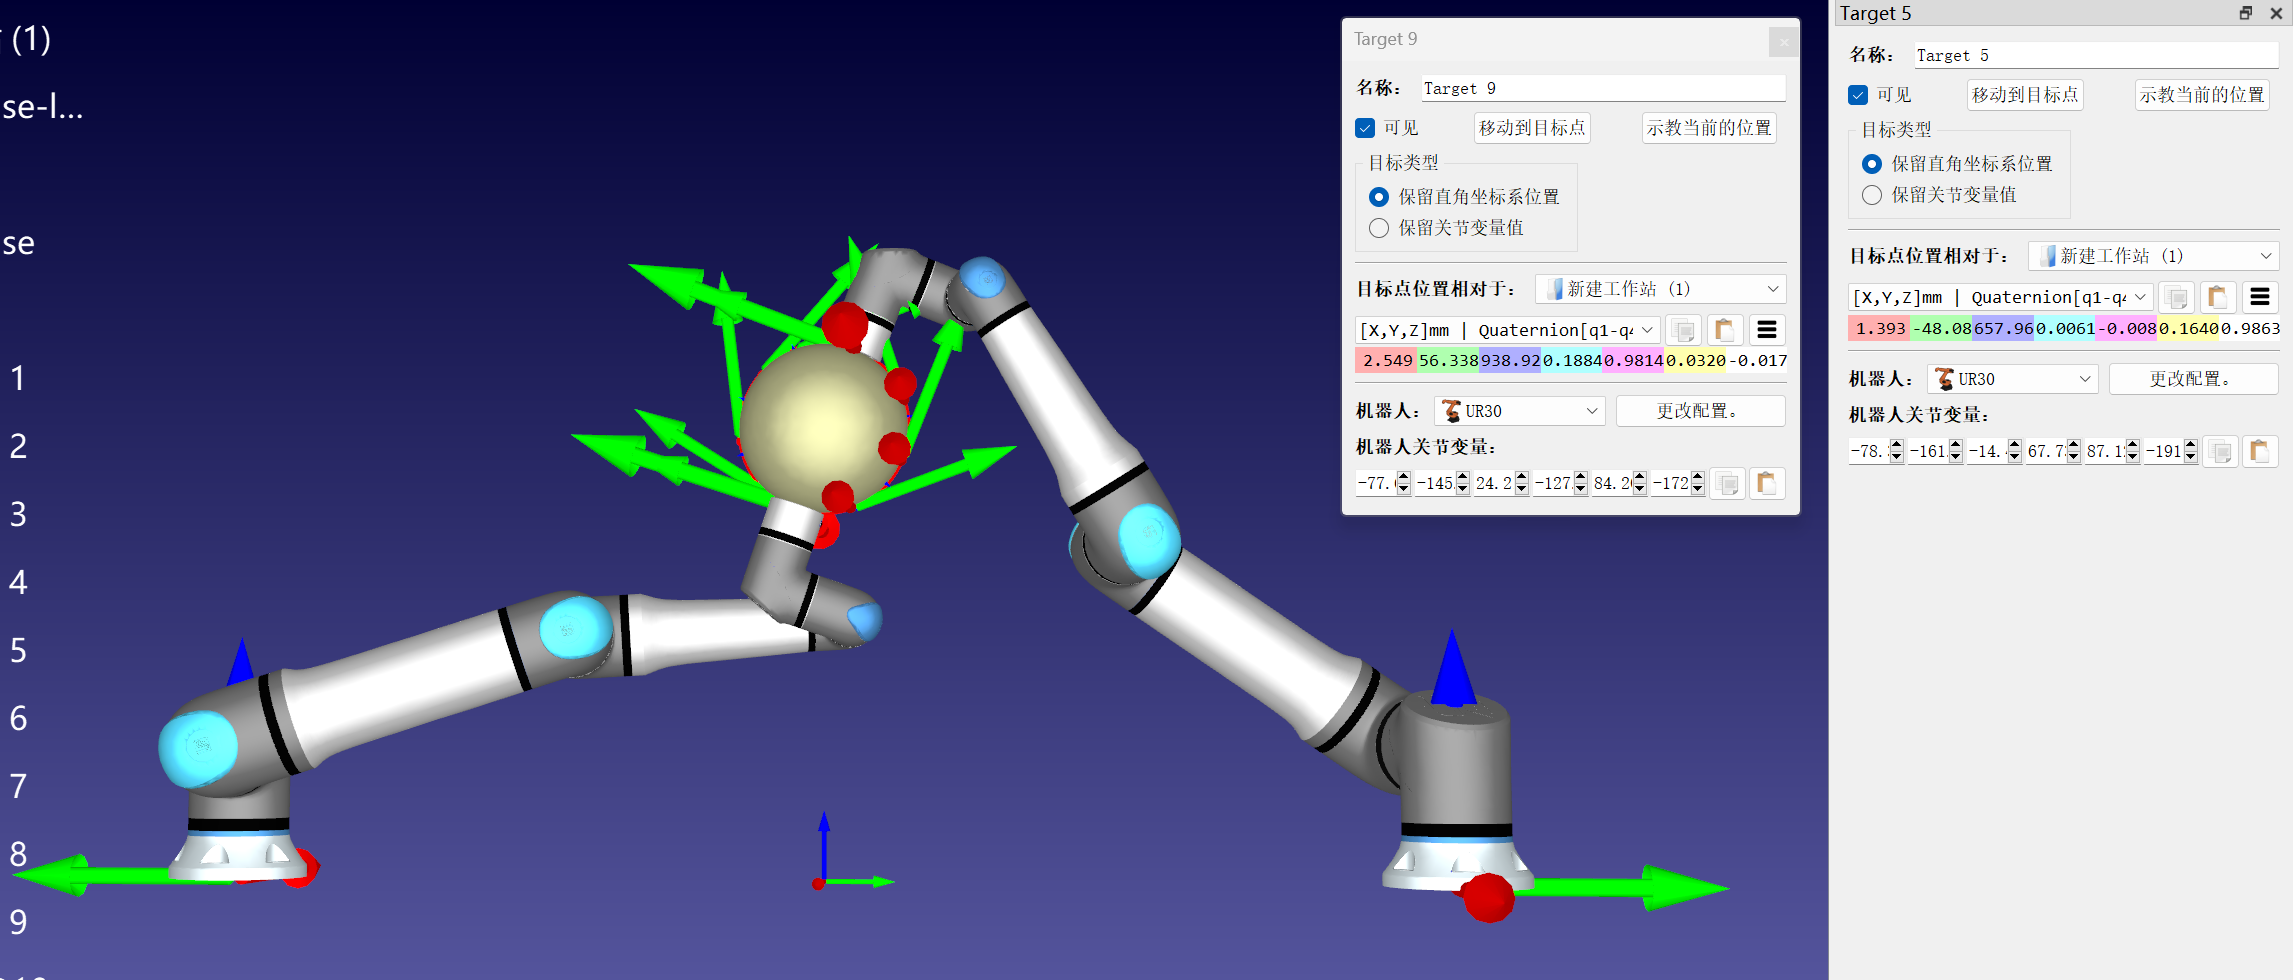 (1)
se-l...
se
1
2
3
4
5
6
7
8
9
Target 9
名称：
Target 9
可见
移动到目标点
示教当前的位置
目标类型
保留直角坐标系位置
保留关节变量值
目标点位置相对于：
新建工作站 (1)
[X,Y,Z]mm | Quaternion[q1-q4
2.549 56.338 938.92 0.1884 0.9814 0.0320 -0.017
机器人：
UR30
更改配置。
机器人关节变量：
-77. -145. 24.2 -127. 84.2 -172
Target 5
名称：
Target 5
可见
移动到目标点
示教当前的位置
目标类型
保留直角坐标系位置
保留关节变量值
目标点位置相对于：
新建工作站 (1)
[X,Y,Z]mm | Quaternion[q1-q4
1.393 -48.08 657.96 0.0061 -0.008 0.1640 0.9863
机器人：
UR30
更改配置。
机器人关节变量：
-78. -161. -14. 67.7 87.1 -191